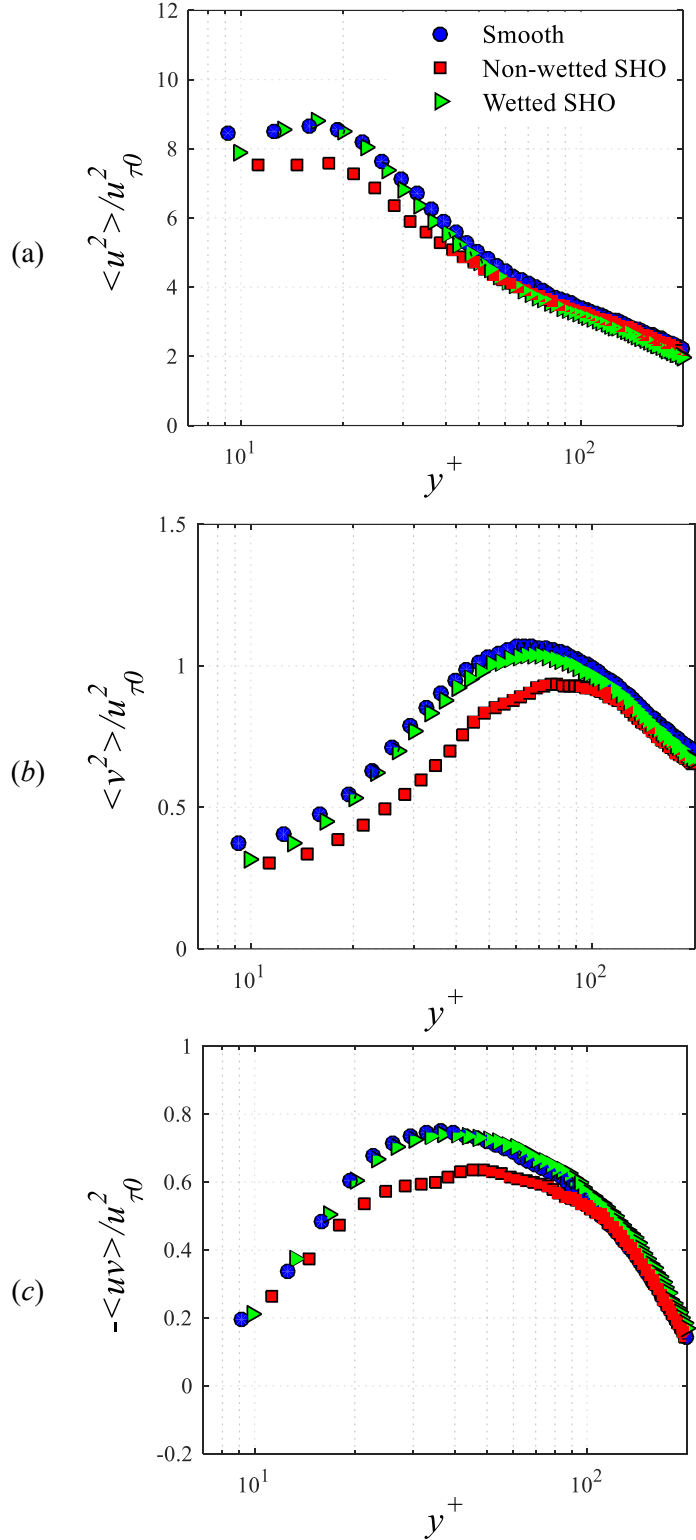 (a)
<u²>/u²τ0
12
10
8
6
4
2
0
Smooth
Non-wetted SHO
Wetted SHO
10¹
10²
y⁺
(b)
<v²>/u²τ0
1.5
1
0.5
0
10¹
10²
y⁺
(c)
-<uv>/u²τ0
1
0.8
0.6
0.4
0.2
0
-0.2
10¹
10²
y⁺